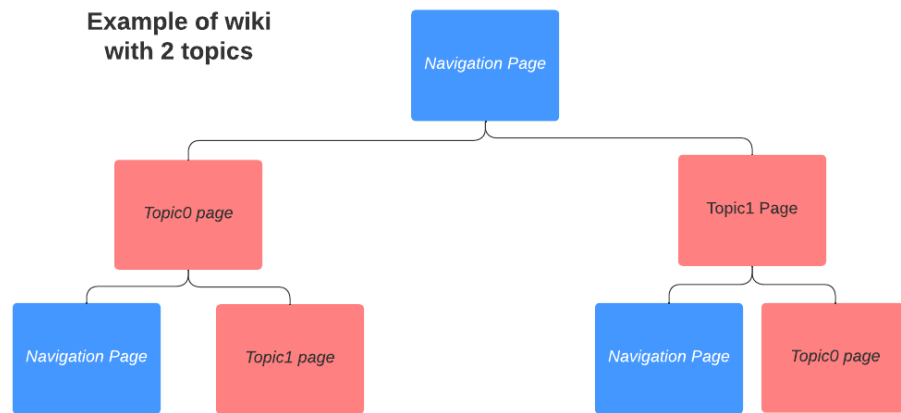 Example of wiki
with 2 topics
Navigation Page
Topic0 page
Topic1 Page
Navigation Page
Topic1 page
Navigation Page
Topic0 page